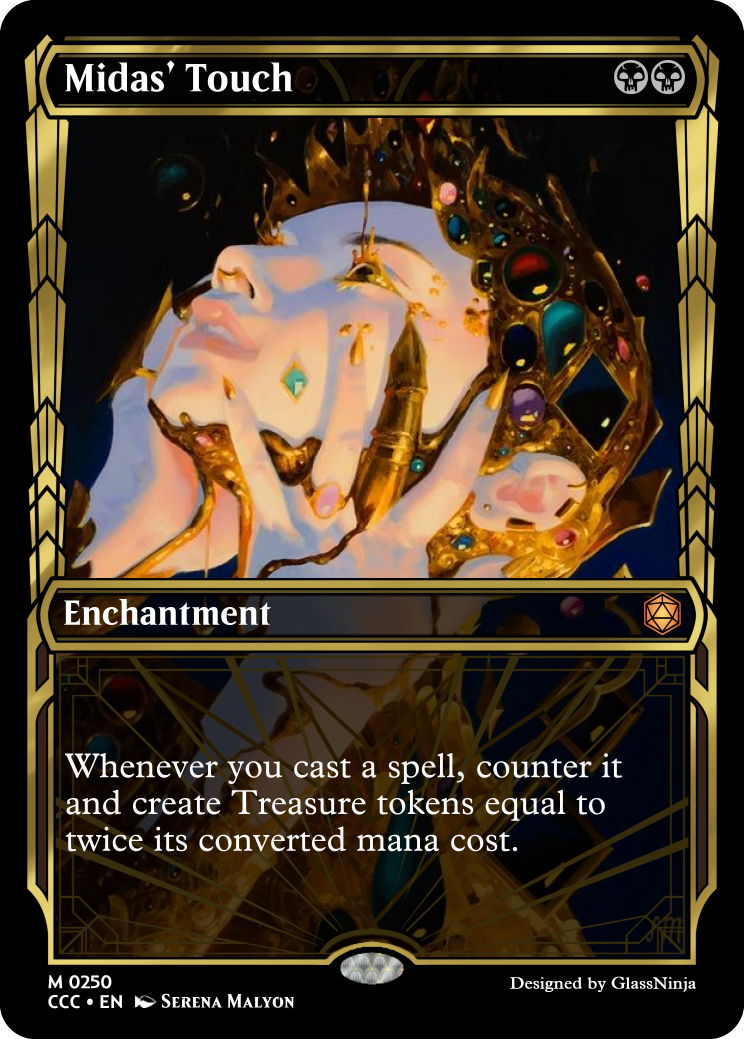 Midas' Touch
Enchantment
Whenever you cast a spell, counter it
and create Treasure tokens equal to
twice its converted mana cost.
M 0250
Designed by GlassNinja
CCC • EN Serena Malyon